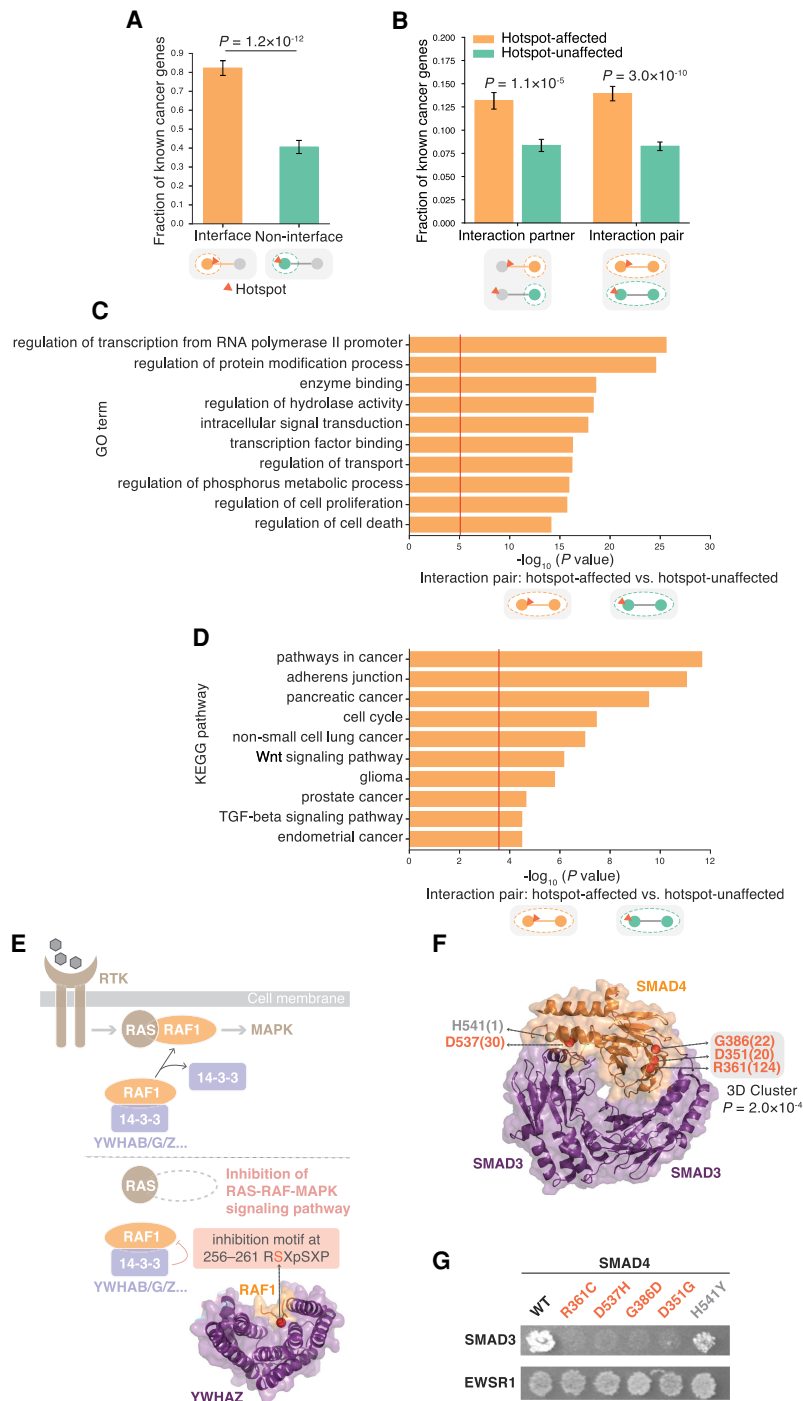 A
P = 1.2×10-12
Fraction of known cancer genes
0.9
0.8
0.7
0.6
0.5
0.4
0.3
0.2
0.1
0.0
Interface
Non-interface
Hotspot
B
Hotspot-affected
Hotspot-unaffected
P = 1.1×10-5
P = 3.0×10-10
Fraction of known cancer genes
0.200
0.175
0.150
0.125
0.100
0.075
0.050
0.025
0.000
Interaction partner
Interaction pair
C
GO term
regulation of transcription from RNA polymerase II promoter
regulation of protein modification process
enzyme binding
regulation of hydrolase activity
intracellular signal transduction
transcription factor binding
regulation of transport
regulation of phosphorus metabolic process
regulation of cell proliferation
regulation of cell death
0 5 10 15 20 25 30
-log10 (P value)
Interaction pair: hotspot-affected vs. hotspot-unaffected
D
KEGG pathway
pathways in cancer
adherens junction
pancreatic cancer
cell cycle
non-small cell lung cancer
Wnt signaling pathway
glioma
prostate cancer
TGF-beta signaling pathway
endometrial cancer
0 2 4 6 8 10 12
-log10 (P value)
Interaction pair: hotspot-affected vs. hotspot-unaffected
E
RTK
Cell membrane
RAS
RAF1
MAPK
14-3-3
RAF1
14-3-3
YWHAB/G/Z...
RAS
Inhibition of
RAS-RAF-MAPK
signaling pathway
RAF1
14-3-3
YWHAB/G/Z...
inhibition motif at
256–261 RSXpSXP
RAF1
YWHAZ
F
SMAD4
H541(1)
D537(30)
G386(22)
D351(20)
R361(124)
3D Cluster
P = 2.0×10-4
SMAD3
SMAD3
G
SMAD4
WT
R361C
D537H
G386D
D351G
H541Y
SMAD3
EWSR1